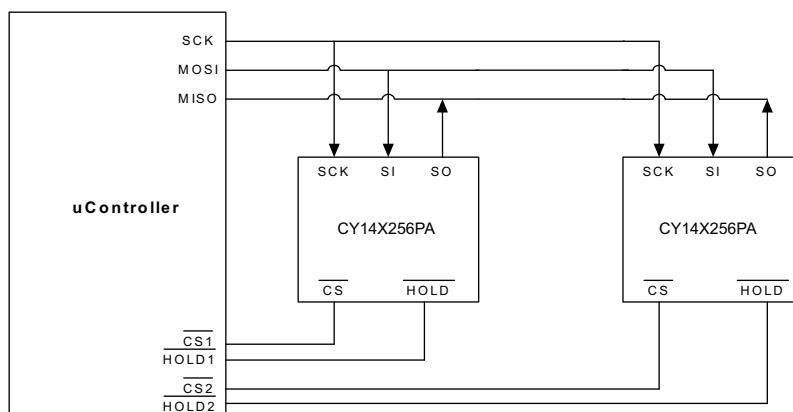 SCK
MOSI
MISO
SCK SI SO
SCK SI SO
uController
CY14X256PA
CY14X256PA
CS HOLD
CS HOLD
CS1
HOLD1
CS2
HOLD2